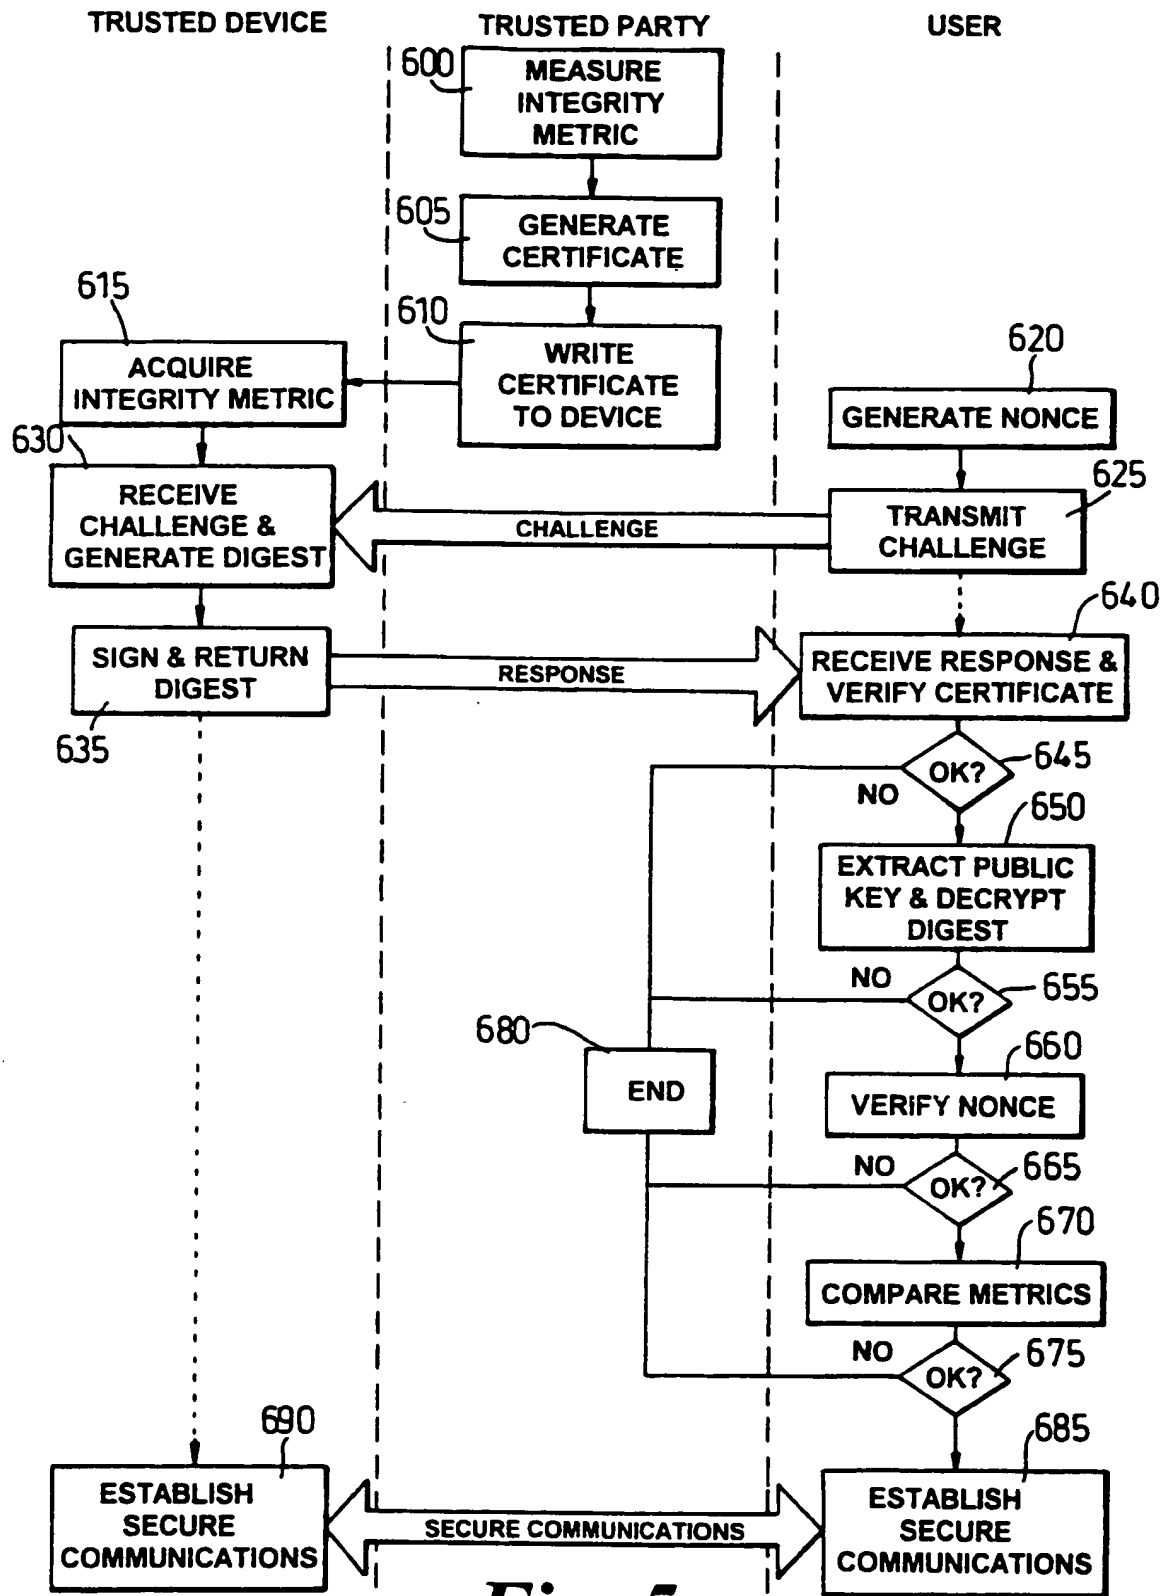 TRUSTED DEVICE
TRUSTED PARTY
USER
600
MEASURE
INTEGRITY
METRIC
605
GENERATE
CERTIFICATE
610
WRITE
CERTIFICATE
TO DEVICE
615
ACQUIRE
INTEGRITY METRIC
620
GENERATE NONCE
625
TRANSMIT
CHALLENGE
CHALLENGE
630
RECEIVE
CHALLENGE &
GENERATE DIGEST
SIGN & RETURN
DIGEST
635
RESPONSE
640
RECEIVE RESPONSE &
VERIFY CERTIFICATE
OK?
645
NO
650
EXTRACT PUBLIC
KEY & DECRYPT
DIGEST
NO
OK?
655
680
END
660
VERIFY NONCE
NO
OK?
665
670
COMPARE METRICS
NO
OK?
675
690
ESTABLISH
SECURE
COMMUNICATIONS
SECURE COMMUNICATIONS
685
ESTABLISH
SECURE
COMMUNICATIONS